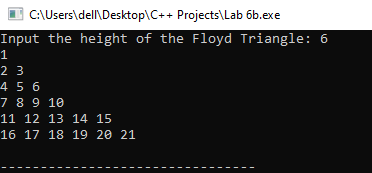 C:\Users\dell\Desktop\C++ Projects\Lab 6b.exe
Input the height of the Floyd Triangle: 6
1
2 3
4 5 6
7 8 9 10
11 12 13 14 15
16 17 18 19 20 21
--------------------------------